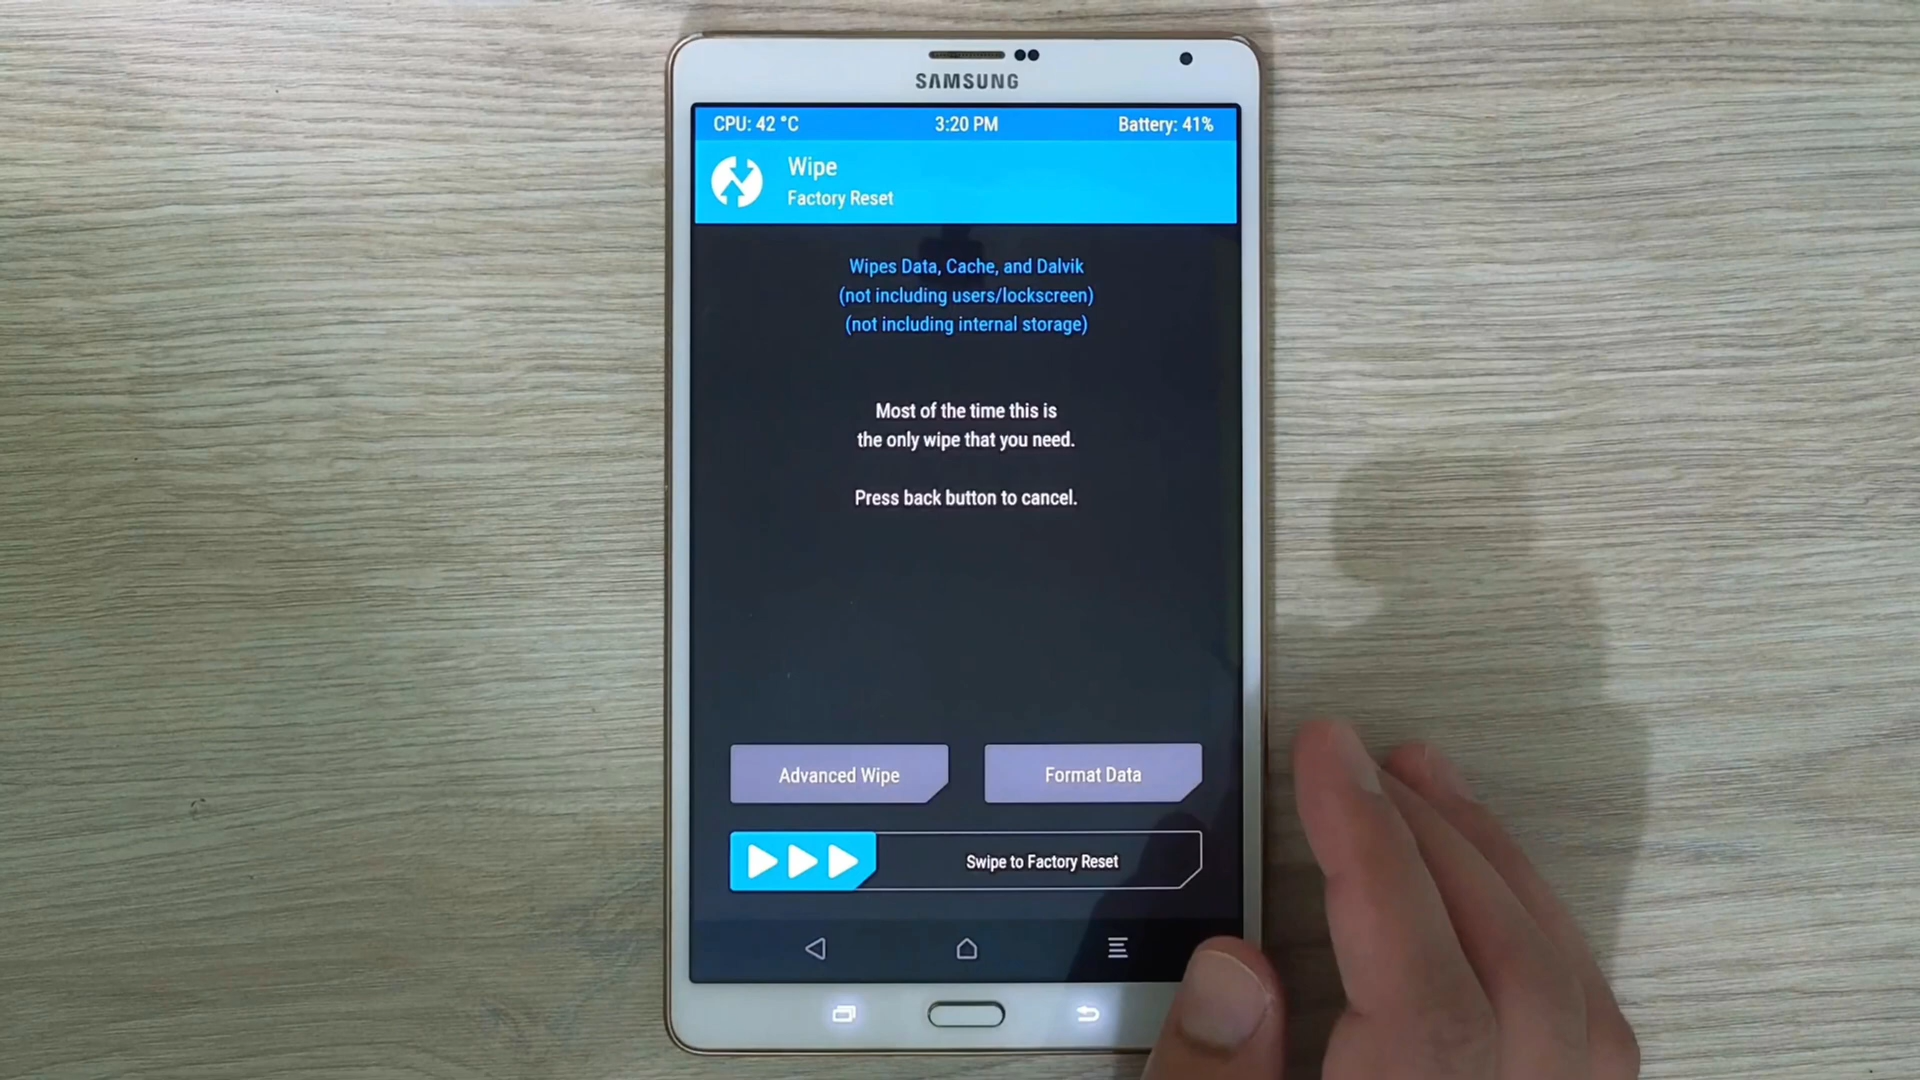 SAMSUNG
CPU: 42 °C 3:20 PM Battery: 41%
Wipe
Factory Reset
Wipes Data, Cache, and Dalvik
(not including users/lockscreen)
(not including internal storage)
Most of the time this is
the only wipe that you need.
Press back button to cancel.
Advanced Wipe Format Data
Swipe to Factory Reset